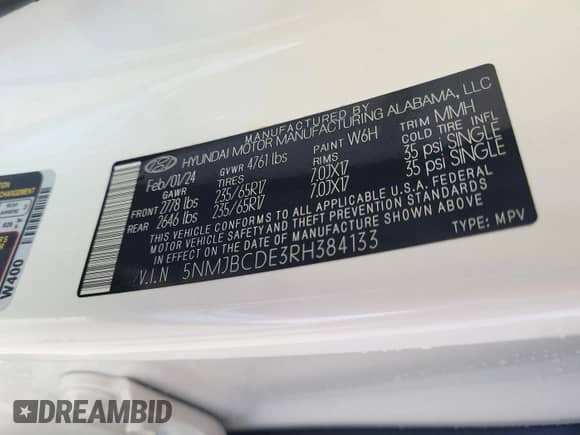 MANUFACTURED BY
HYUNDAI MOTOR MANUFACTURING ALABAMA, LLC
Feb/01/24 GVWR 4761 lbs PAINT W6H TRIM MMH
GAWR TIRES RIMS COLD TIRE INFL
FRONT 2778 lbs 235/65R17 7.0JX17 35 psi SINGLE
REAR 2646 lbs 235/65R17 7.0JX17 35 psi SINGLE
THIS VEHICLE CONFORMS TO ALL APPLICABLE U.S.A. FEDERAL
MOTOR VEHICLE SAFETY AND THEFT PREVENTION STANDARDS
IN EFFECT ON THE DATE OF MANUFACTURE SHOWN ABOVE
V.I.N 5NMJBCDE3RH384133 TYPE: MPV
W400
DREAMBID